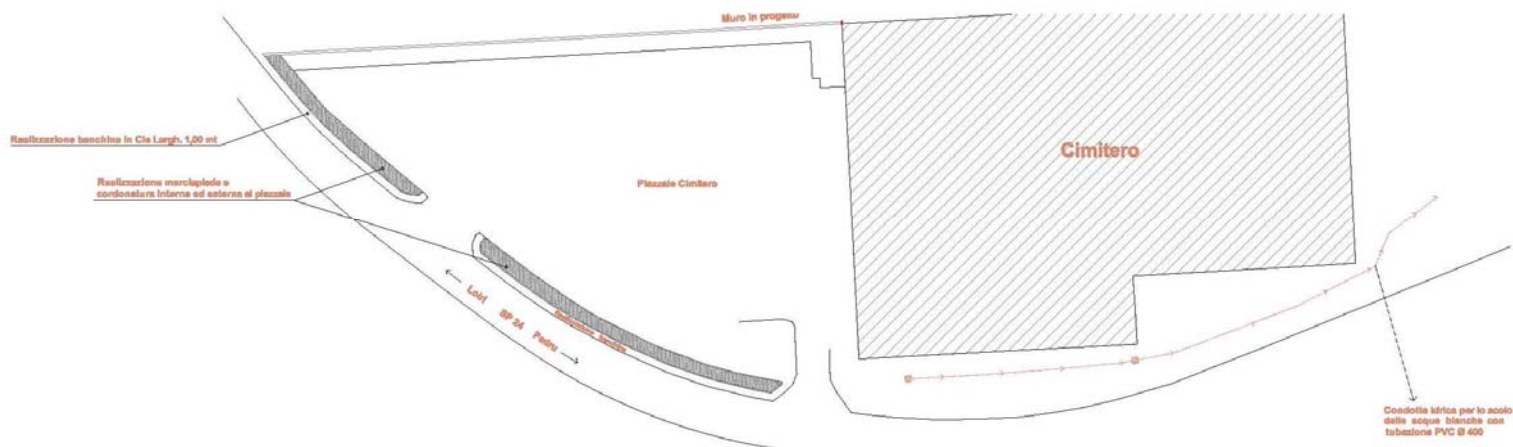 Muro in progetto
Realizzazione banchina in Cls Largh. 1,00 mt
Cimitero
Realizzazione marciapiede e
cordonatura interna ed esterna al piazzale
Piazzale Cimitero
Loiri SP 24 Padru
Realizzazione banchina
Condotta idrica per lo scolo
delle acque bianche con
tubazione PVC Ø 400